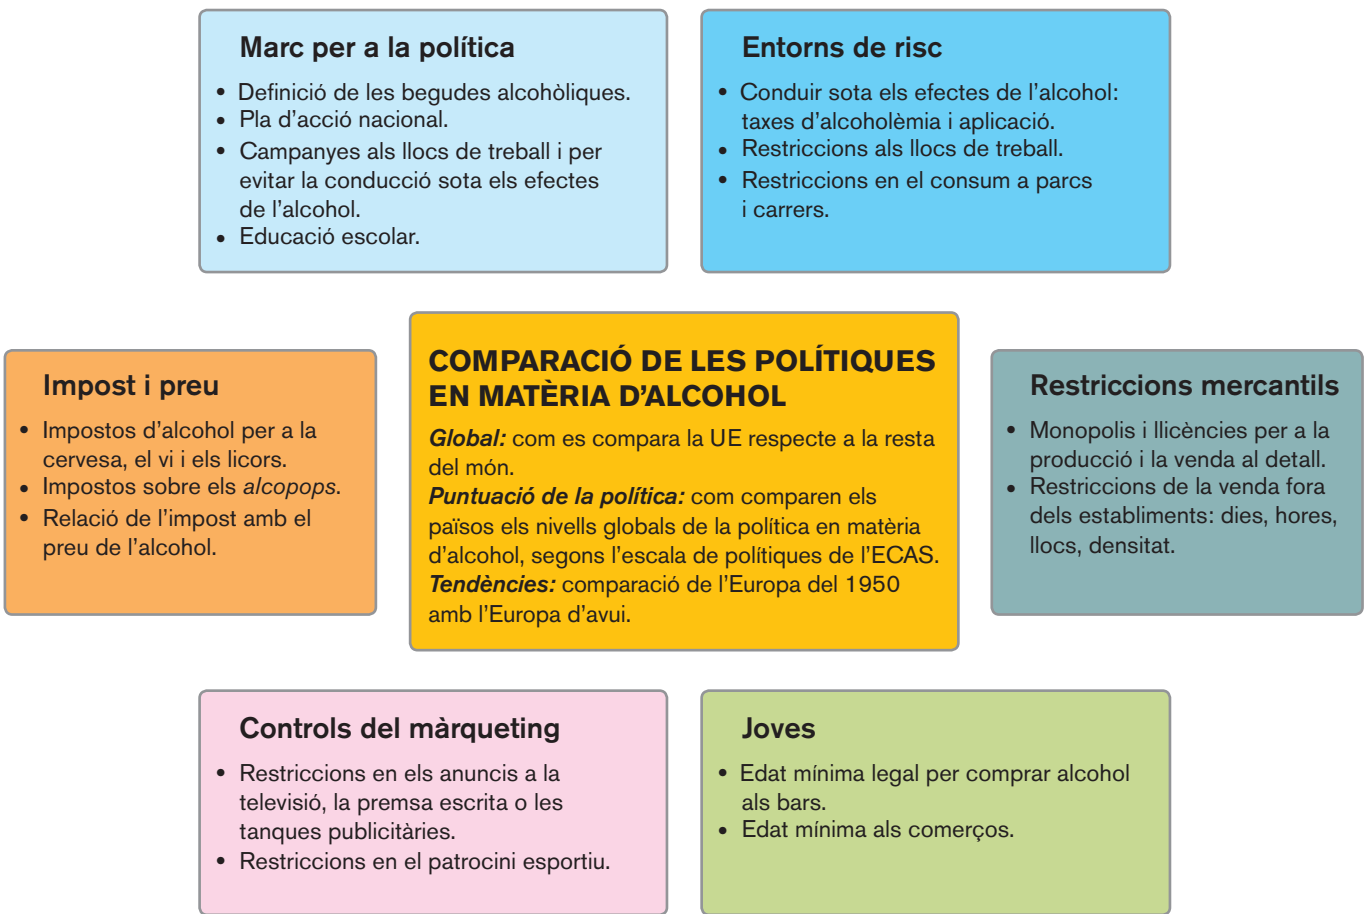 Marc per a la política
• Definició de les begudes alcohòliques.
• Pla d'acció nacional.
• Campanyes als llocs de treball i per
evitar la conducció sota els efectes
de l'alcohol.
• Educació escolar.
Entorns de risc
• Conduir sota els efectes de l'alcohol:
taxes d'alcoholèmia i aplicació.
• Restriccions als llocs de treball.
• Restriccions en el consum a parcs
i carrers.
Impost i preu
• Impostos d'alcohol per a la
cervesa, el vi i els licors.
• Impostos sobre els alcopops.
• Relació de l'impost amb el
preu de l'alcohol.
COMPARACIÓ DE LES POLÍTIQUES
EN MATÈRIA D'ALCOHOL
Global: com es compara la UE respecte a la resta
del món.
Puntuació de la política: com comparen els
països els nivells globals de la política en matèria
d'alcohol, segons l'escala de polítiques de l'ECAS.
Tendències: comparació de l'Europa del 1950
amb l'Europa d'avui.
Restriccions mercantils
• Monopolis i llicències per a la
producció i la venda al detall.
• Restriccions de la venda fora
dels establiments: dies, hores,
llocs, densitat.
Controls del màrqueting
• Restriccions en els anuncis a la
televisió, la premsa escrita o les
tanques publicitàries.
• Restriccions en el patrocini esportiu.
Joves
• Edat mínima legal per comprar alcohol
als bars.
• Edat mínima als comerços.